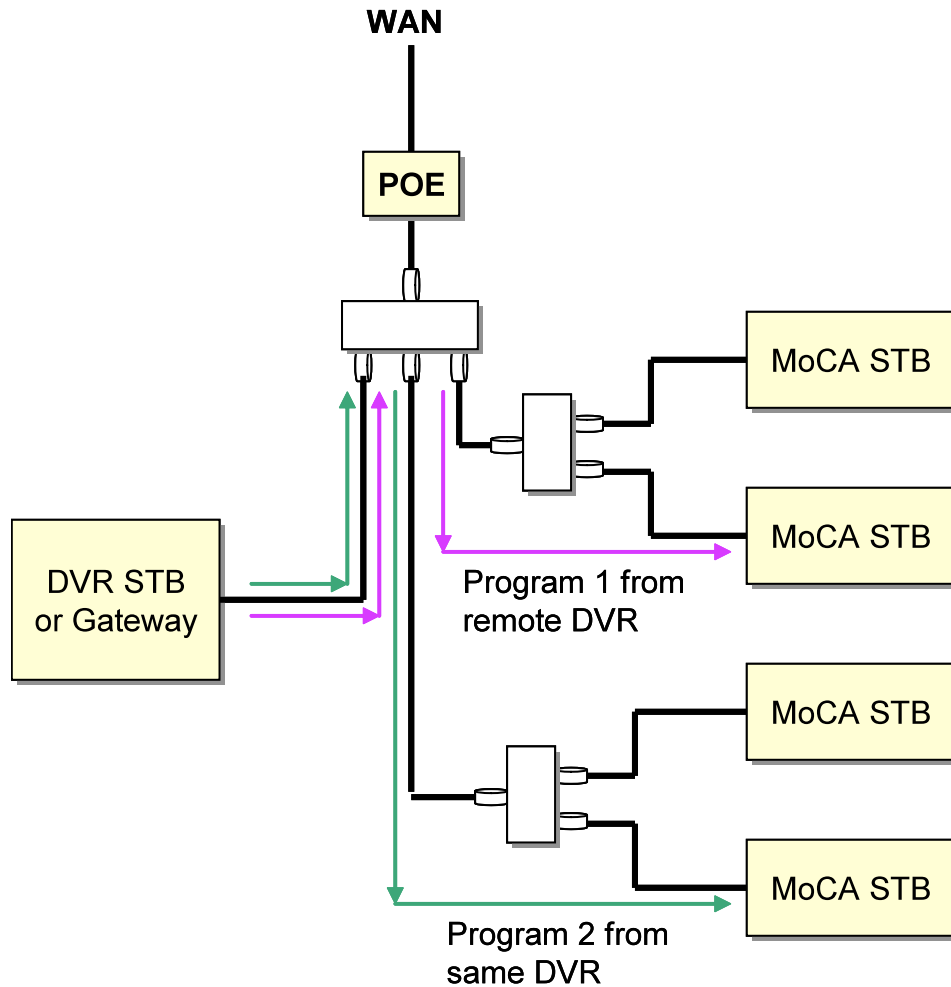 WAN
POE
MoCA STB
MoCA STB
DVR STB
or Gateway
Program 1 from
remote DVR
MoCA STB
MoCA STB
Program 2 from
same DVR